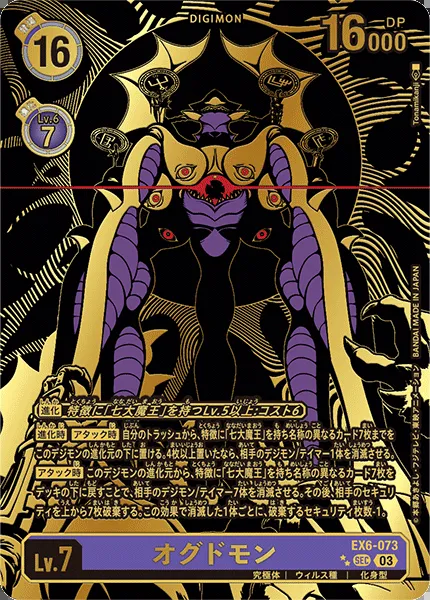 DIGIMON
登場
16
DP
16000
進化
Lv.6
7
Tonamikanji
BANDAI MADE IN JAPAN
進化 特徴に「七大魔王」を持つLv.5以上:コスト6
進化時 アタック時 自分のトラッシュから、特徴に「七大魔王」を持つ名称の異なるカード7枚まで
をこのデジモンの進化元の下に置ける。4枚以上置いたなら、相手のデジモン/テイマー1体を消滅させる。
アタック時 このデジモンの進化元から、特徴に「七大魔王」を持つ名称の異なるカード7枚を
デッキの下に戻すことで、相手のデジモン/テイマー7体を消滅させる。その後、相手のセキュリ
ティを上から7枚破棄する。この効果で消滅した1体ごとに、破棄するセキュリティ枚数-1。
Lv.7
オグドモン
EX6-073
SEC
03
究極体 | ウィルス種 | 化身型